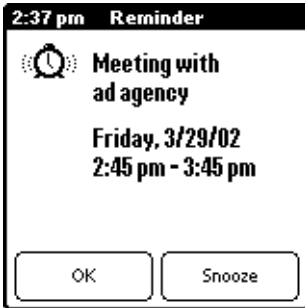 2:37 pm Reminder
Meeting with
ad agency
Friday, 3/29/02
2:45 pm - 3:45 pm
OK Snooze